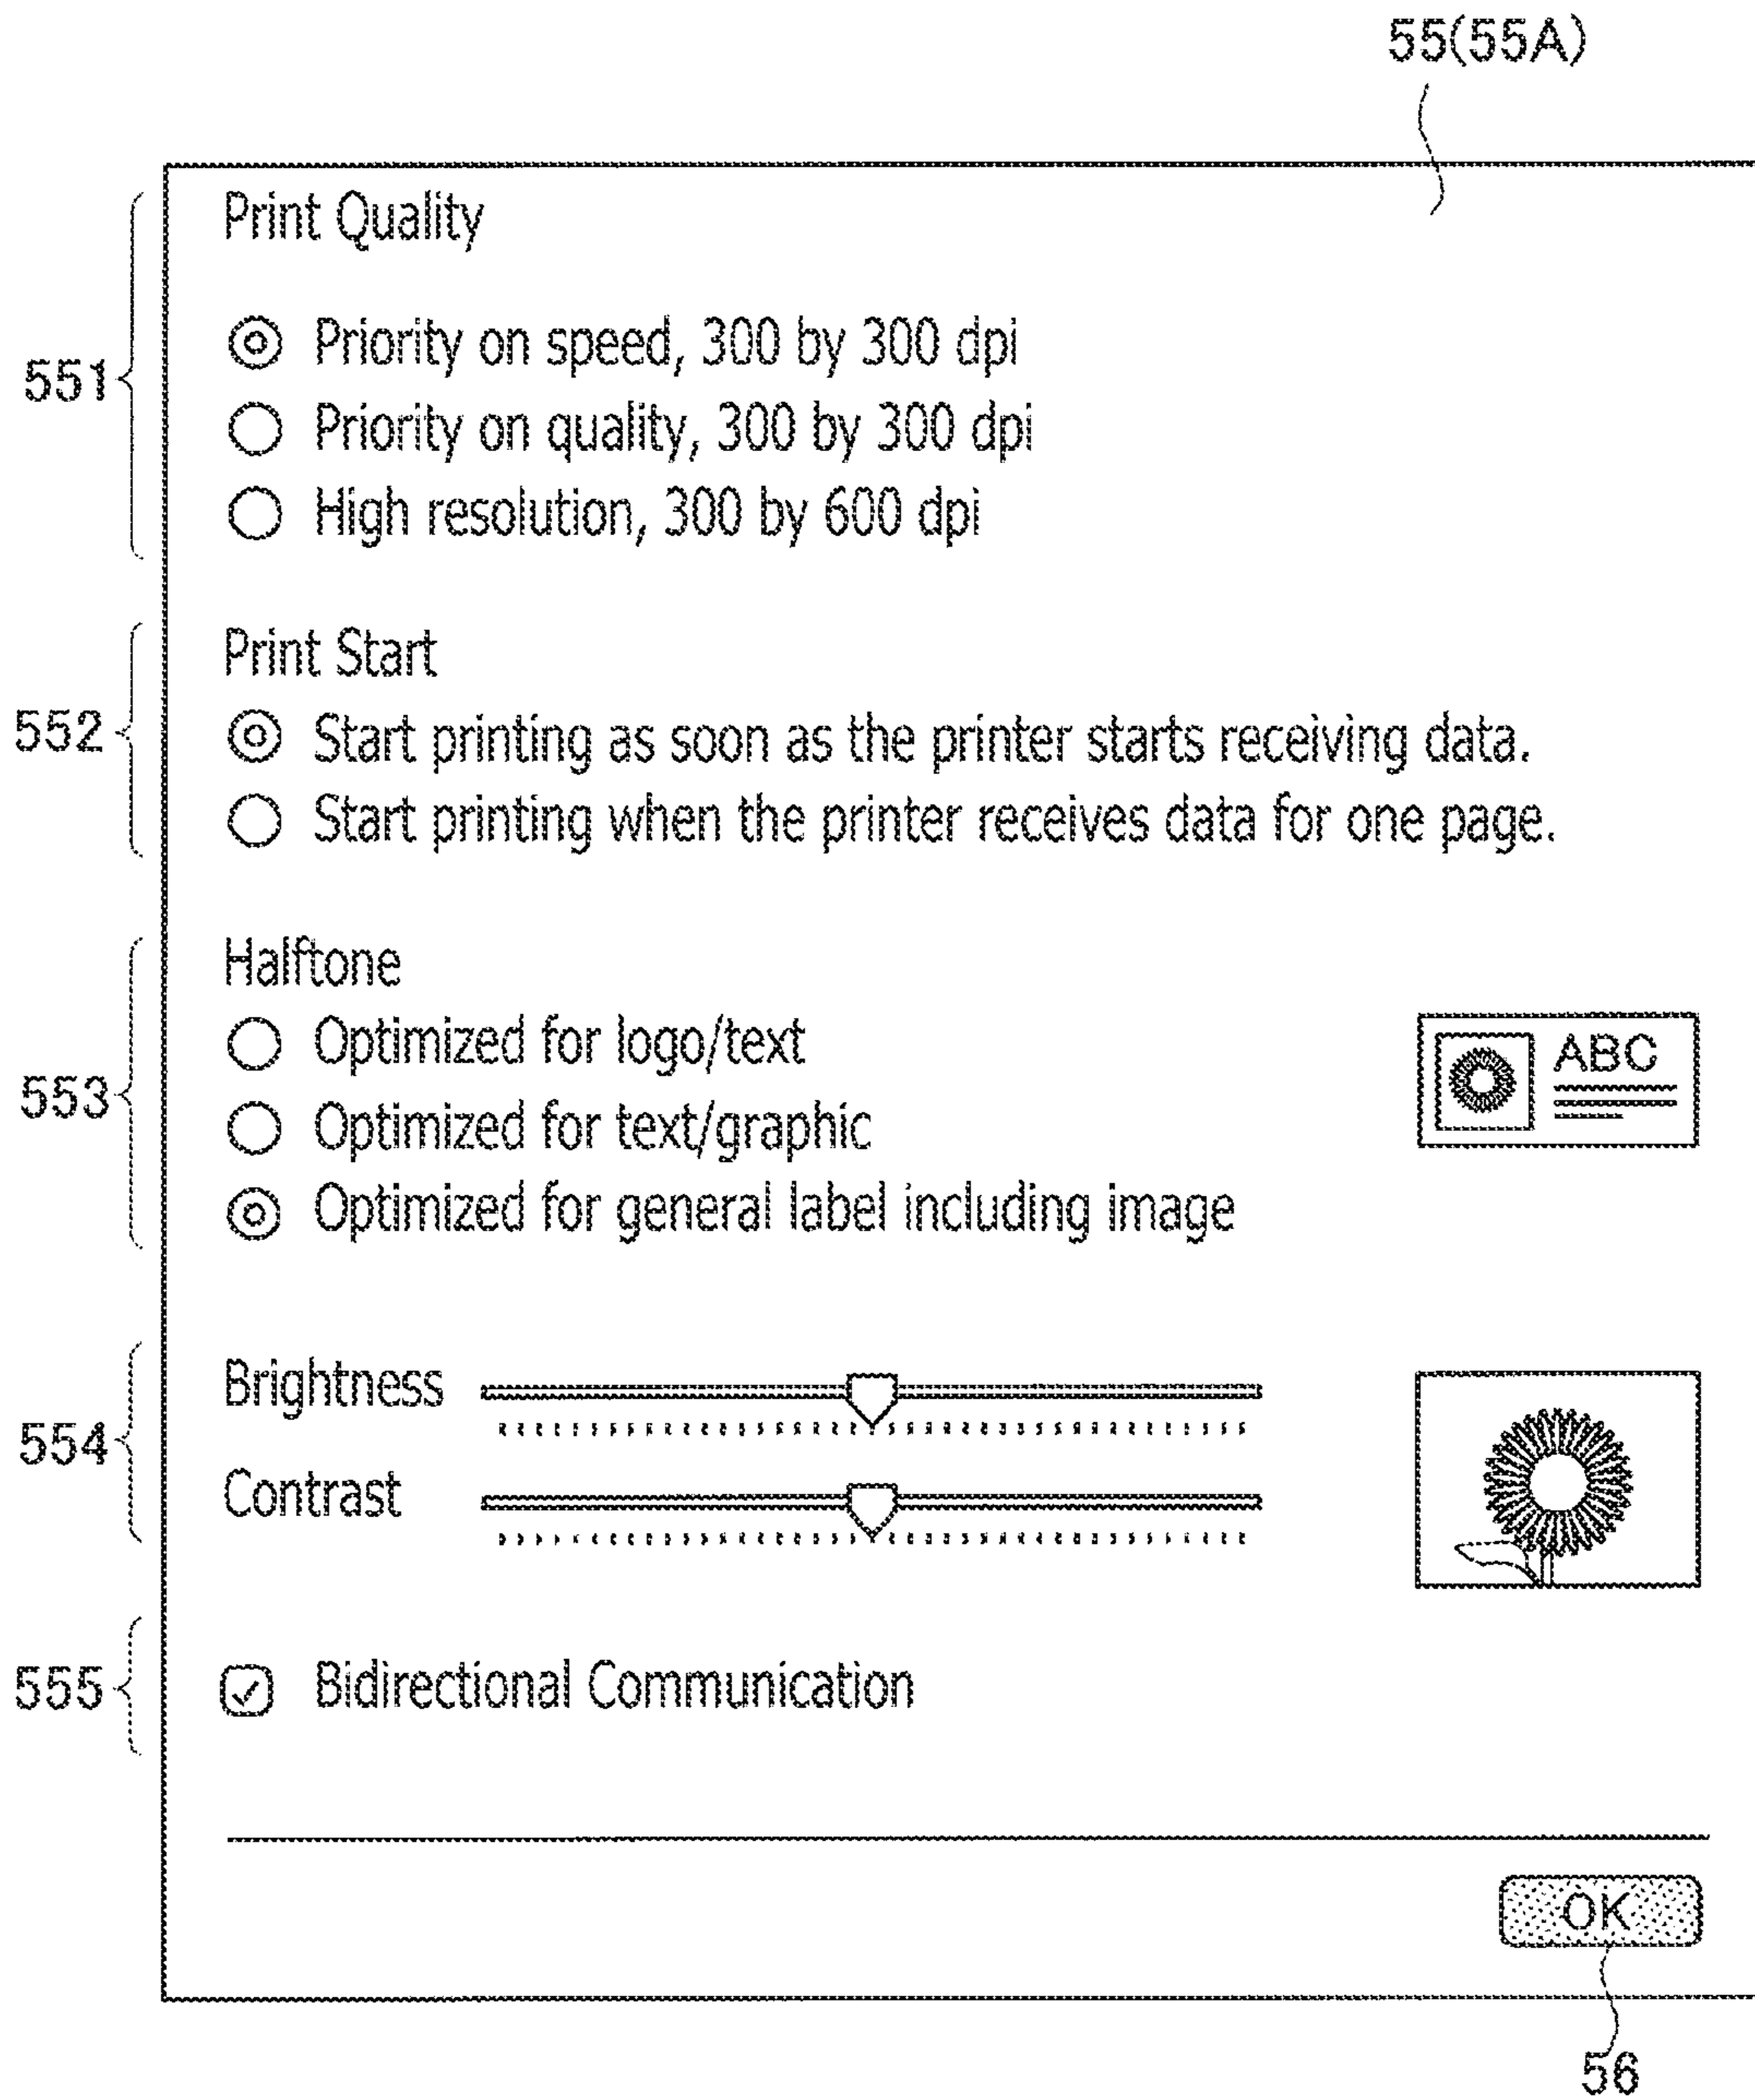 55(55A)
551
Print Quality
Priority on speed, 300 by 300 dpi
Priority on quality, 300 by 300 dpi
High resolution, 300 by 600 dpi
552
Print Start
Start printing as soon as the printer starts receiving data.
Start printing when the printer receives data for one page.
553
Halftone
Optimized for logo/text
Optimized for text/graphic
Optimized for general label including image
ABC
554
Brightness
Contrast
555
Bidirectional Communication
OK
56